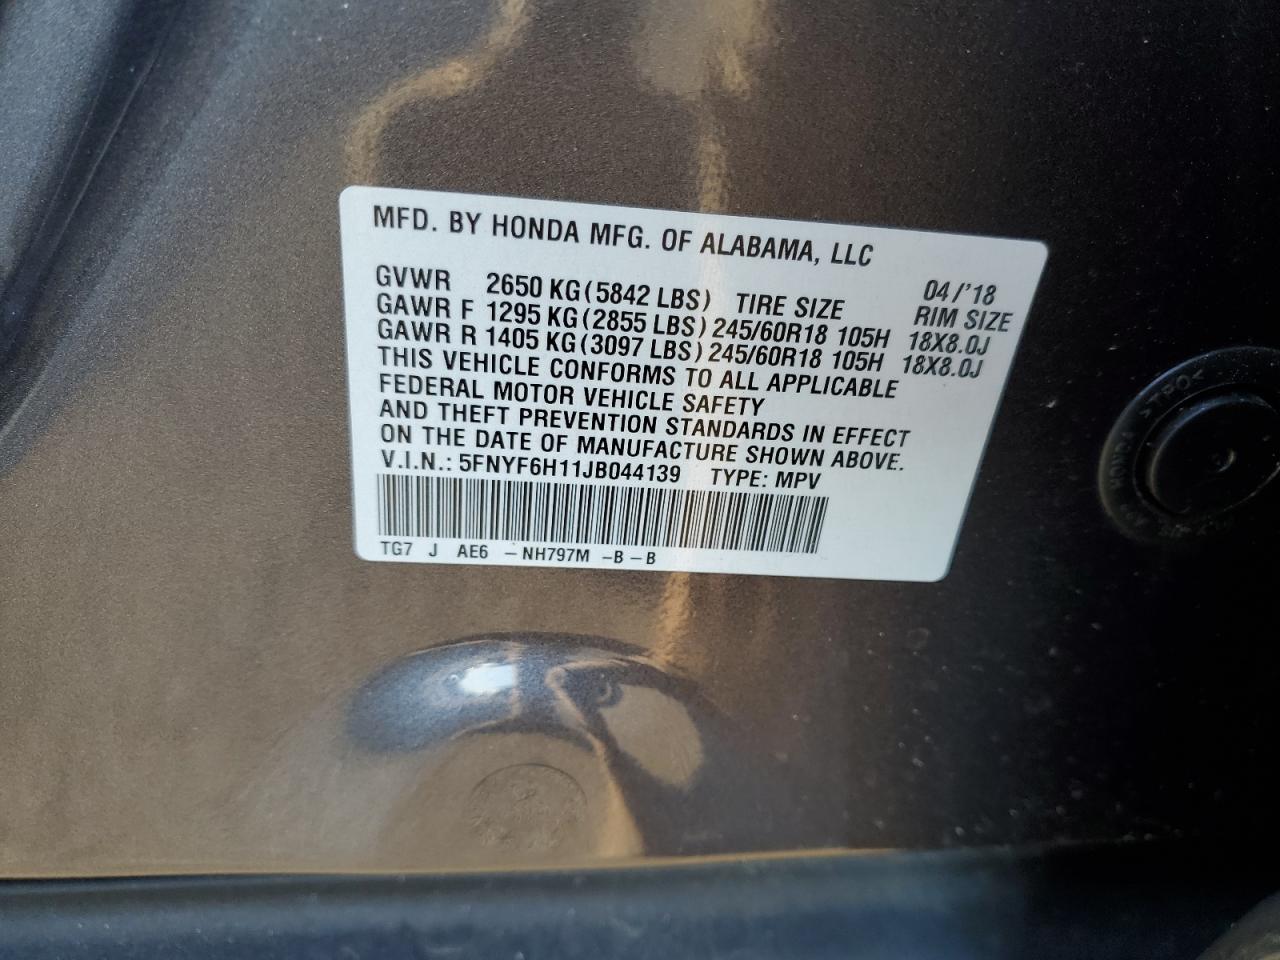 MFD. BY HONDA MFG. OF ALABAMA, LLC
GVWR 2650 KG(5842 LBS) TIRE SIZE 04/'18 RIM SIZE
GAWR F 1295 KG(2855 LBS) 245/60R18 105H 18X8.0J
GAWR R 1405 KG(3097 LBS) 245/60R18 105H 18X8.0J
THIS VEHICLE CONFORMS TO ALL APPLICABLE
FEDERAL MOTOR VEHICLE SAFETY
AND THEFT PREVENTION STANDARDS IN EFFECT
ON THE DATE OF MANUFACTURE SHOWN ABOVE.
V.I.N.: 5FNYF6H11JB044139 TYPE: MPV
TG7 J AE6 -NH797M -B-B
>TPO<
HONDA